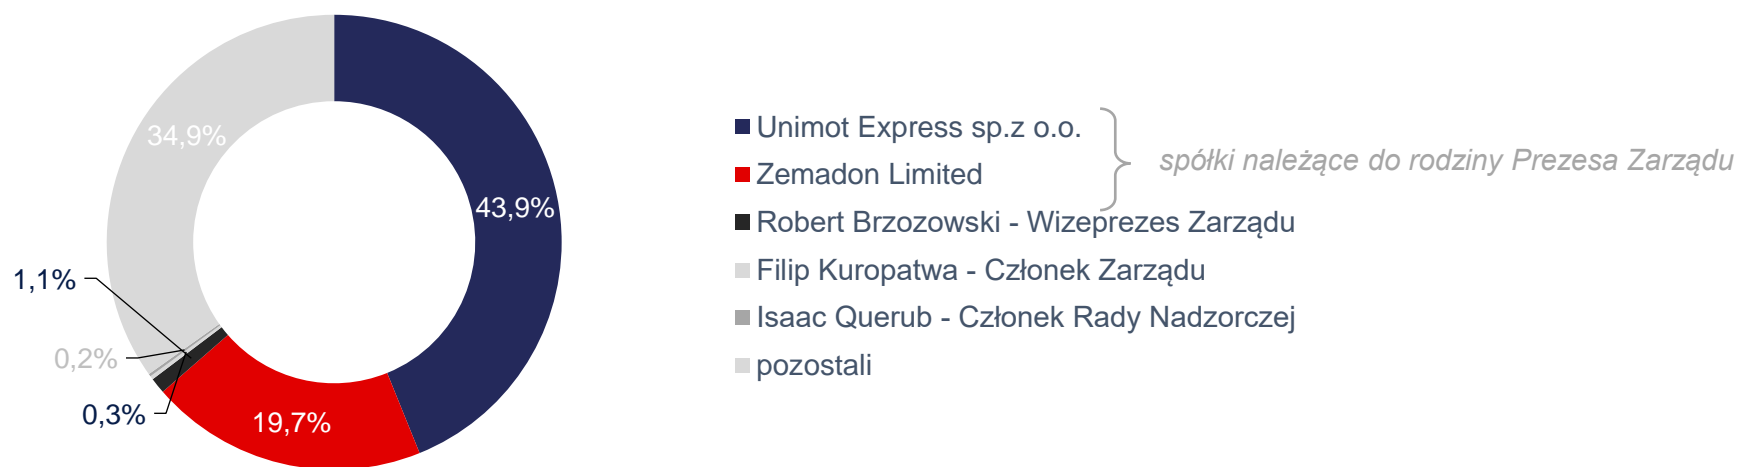 34,9%
43,9%
1,1%
0,2%
0,3%
19,7%
Unimot Express sp.z o.o.
Zemadon Limited
spółki należące do rodziny Prezesa Zarządu
Robert Brzozowski - Wizeprezes Zarządu
Filip Kuropatwa - Członek Zarządu
Isaac Querub - Członek Rady Nadzorczej
pozostali